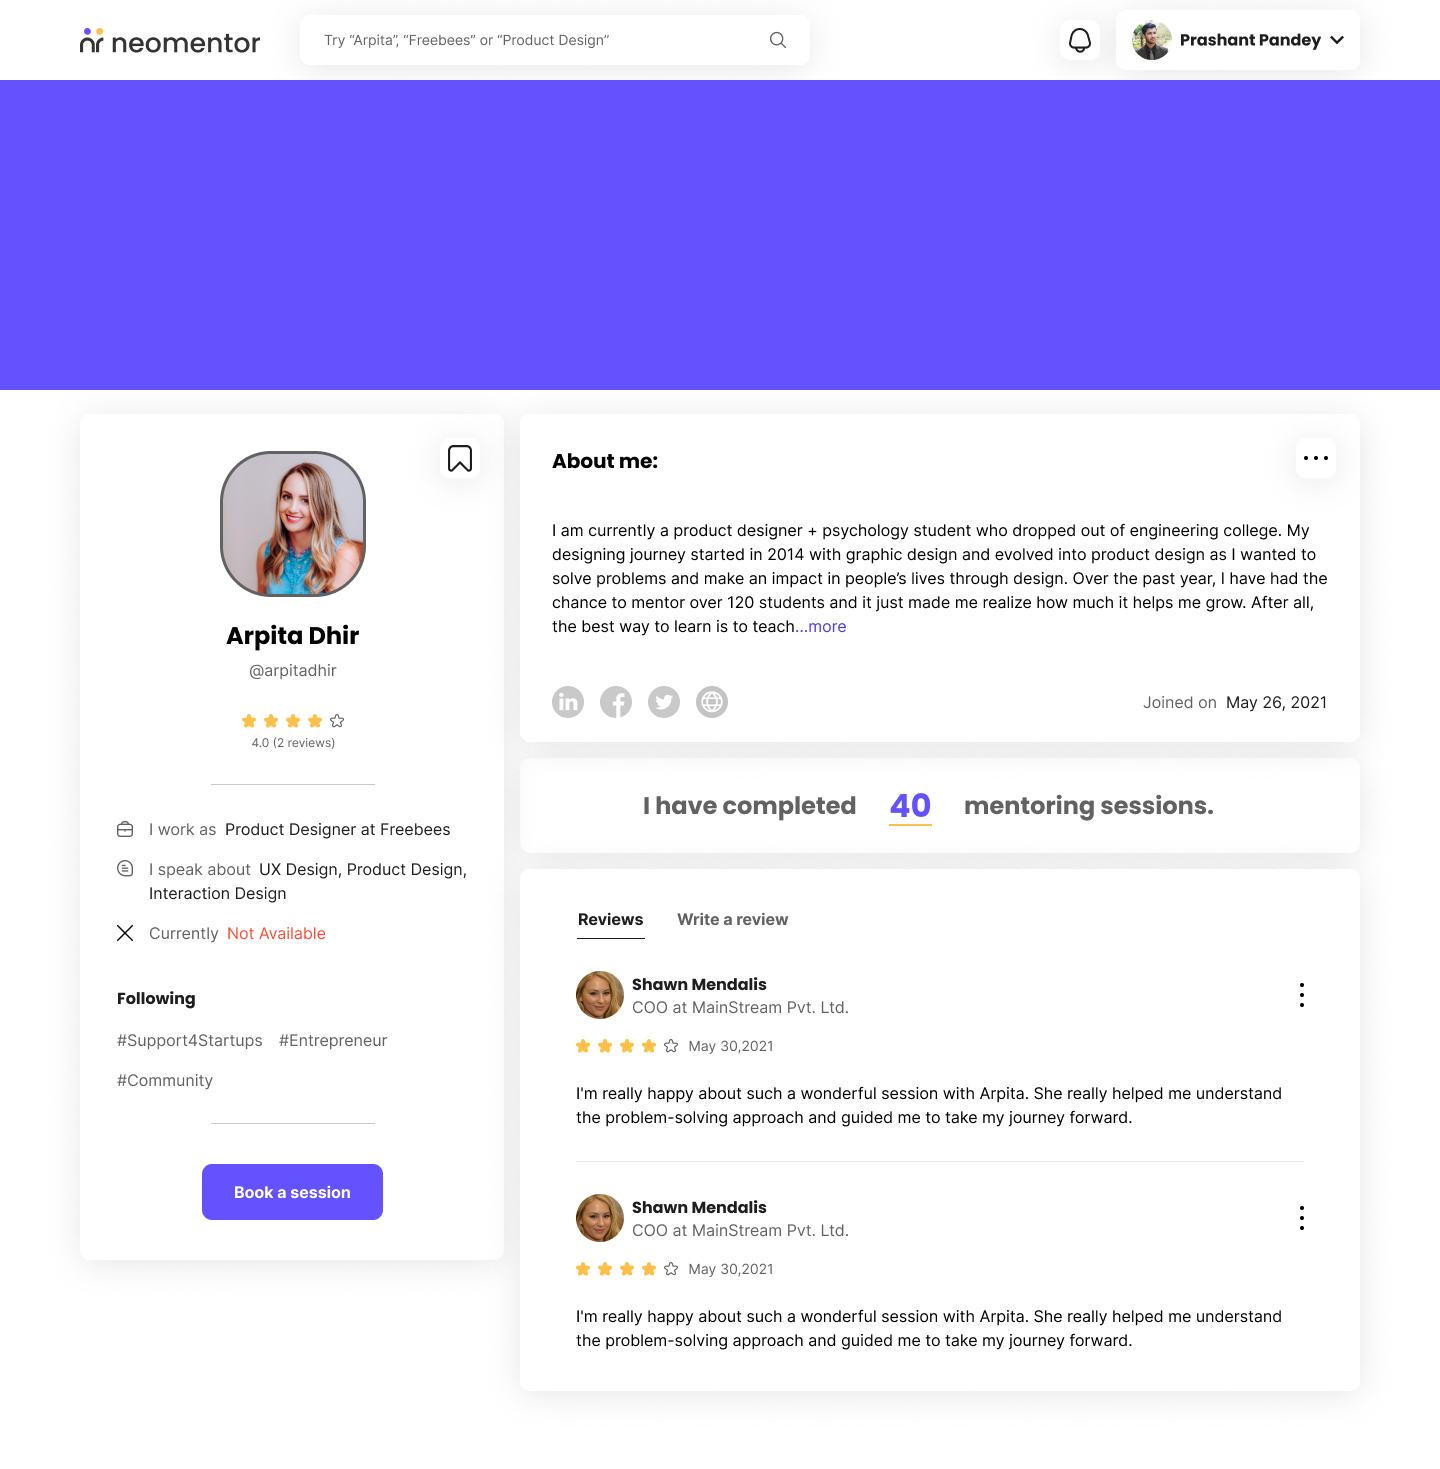 neomentor
Try “Arpita”, “Freebees” or “Product Design”
Prashant Pandey
Arpita Dhir
@arpitadhir
4.0 (2 reviews)
I work as Product Designer at Freebees
I speak about UX Design, Product Design,
Interaction Design
Currently Not Available
Following
#Support4Startups #Entrepreneur
#Community
Book a session
About me:
I am currently a product designer + psychology student who dropped out of engineering college. My
designing journey started in 2014 with graphic design and evolved into product design as I wanted to
solve problems and make an impact in people’s lives through design. Over the past year, I have had the
chance to mentor over 120 students and it just made me realize how much it helps me grow. After all,
the best way to learn is to teach...more
Joined on May 26, 2021
I have completed 40 mentoring sessions.
Reviews Write a review
Shawn Mendalis
COO at MainStream Pvt. Ltd.
May 30,2021
I'm really happy about such a wonderful session with Arpita. She really helped me understand
the problem-solving approach and guided me to take my journey forward.
Shawn Mendalis
COO at MainStream Pvt. Ltd.
May 30,2021
I'm really happy about such a wonderful session with Arpita. She really helped me understand
the problem-solving approach and guided me to take my journey forward.